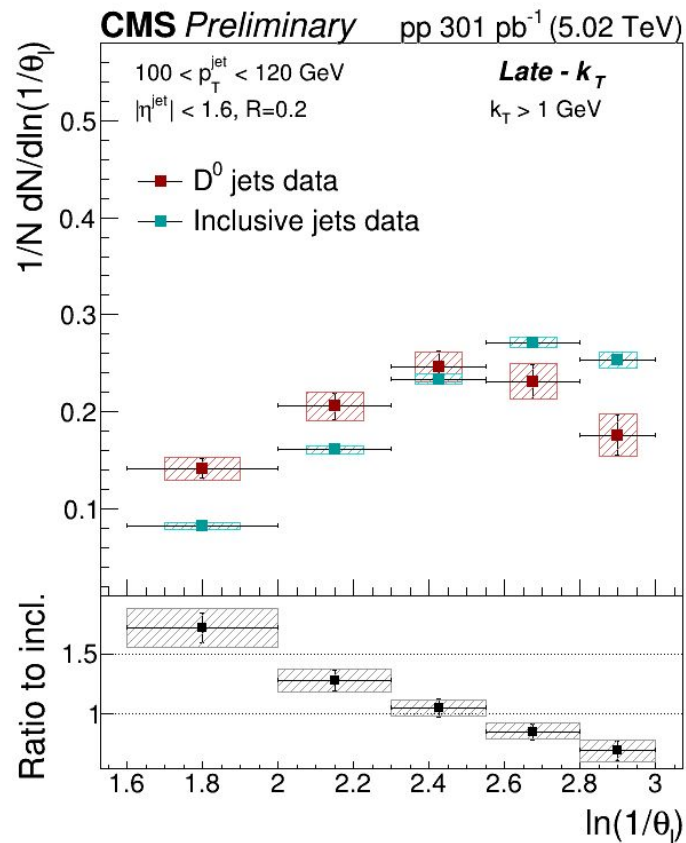 CMS Preliminary pp 301 pb⁻¹ (5.02 TeV)
100 < p_T^jet < 120 GeV
|η^jet| < 1.6, R=0.2
Late - k_T
k_T > 1 GeV
D⁰ jets data
Inclusive jets data
1/N dN/dln(1/θ_l)
0.5
0.4
0.3
0.2
0.1
Ratio to incl.
1.5
1
1.6 1.8 2 2.2 2.4 2.6 2.8 3
ln(1/θ_l)